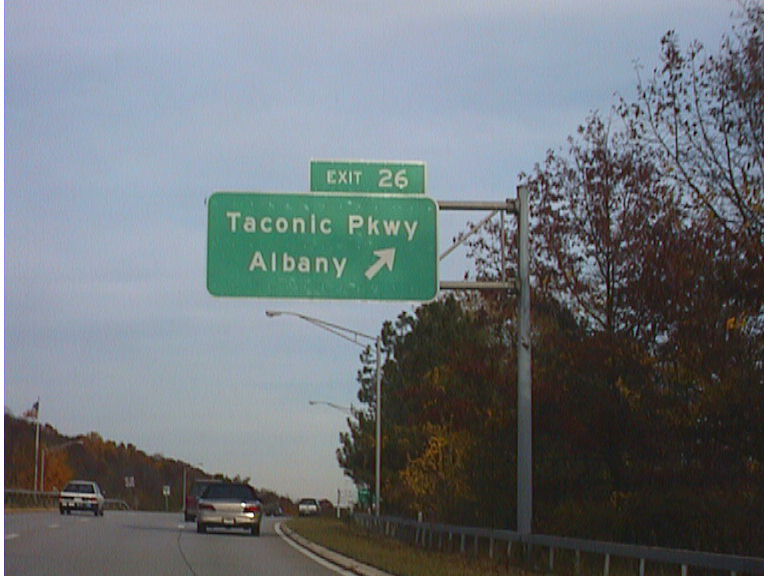 EXIT 26
Taconic Pkwy
Albany